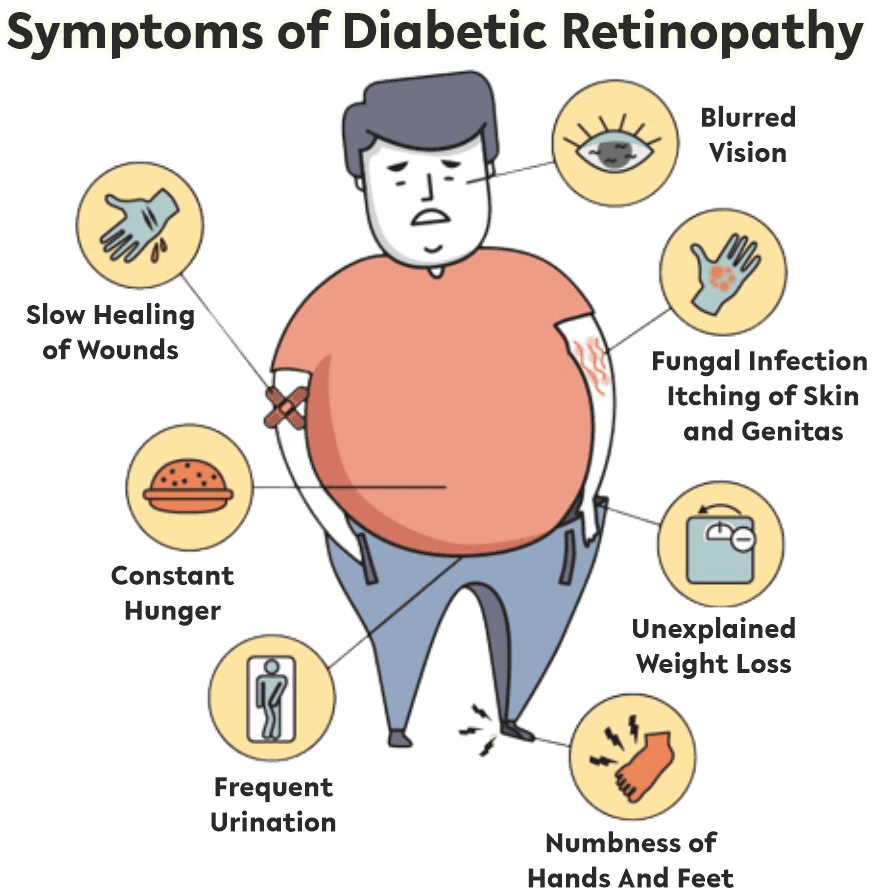 Symptoms of Diabetic Retinopathy
Blurred
Vision
Slow Healing
of Wounds
Fungal Infection
Itching of Skin
and Genitas
Constant
Hunger
Unexplained
Weight Loss
Frequent
Urination
Numbness of
Hands And Feet